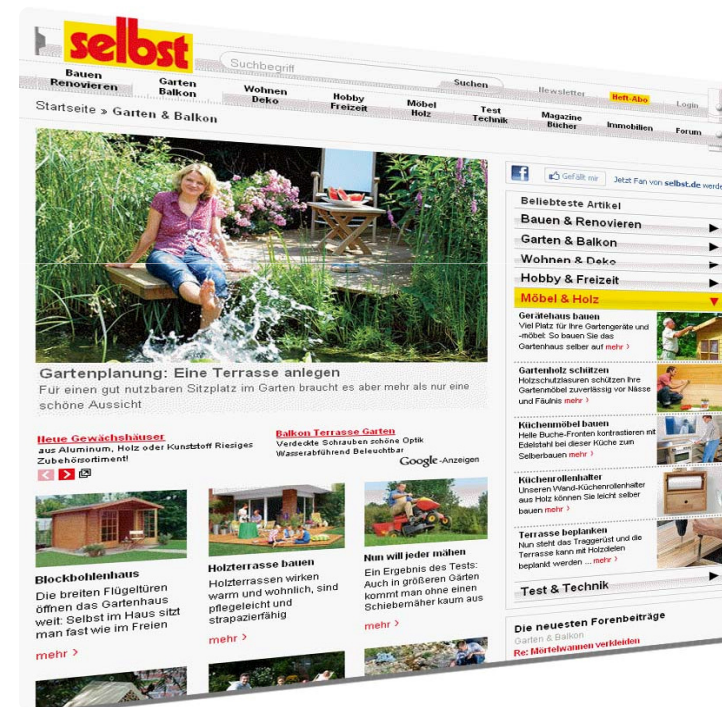 selbst
Suchbegriff
Suchen
Newsletter
Heft-Abo
Login
Bauen
Renovieren
Garten
Balkon
Wohnen
Deko
Hobby
Freizeit
Möbel
Holz
Test
Technik
Magazine
Bücher
Immobilien
Forum
Startseite » Garten & Balkon
Gartenplanung: Eine Terrasse anlegen
Für einen gut nutzbaren Sitzplatz im Garten braucht es aber mehr als nur eine
schöne Aussicht
Neue Gewächshäuser
aus Aluminum, Holz oder Kunststoff Riesiges
Zubehörsortiment!
Balkon Terrasse Garten
Verdeckte Schrauben schöne Optik
Wasserabführend Beleuchtbar
Google-Anzeigen
Blockbohlenhaus
Die breiten Flügeltüren
öffnen das Gartenhaus
weit: Selbst im Haus sitzt
man fast wie im Freien
mehr >
Holzterrasse bauen
Holzterrassen wirken
warm und wohnlich, sind
pflegeleicht und
strapazierfähig
mehr >
Nun will jeder mähen
Ein Ergebnis des Tests:
Auch in größeren Gärten
kommt man ohne einen
Schiebemäher kaum aus
mehr >
Gefällt mir
Jetzt Fan von selbst.de werde
Beliebteste Artikel
Bauen & Renovieren
Garten & Balkon
Wohnen & Deko
Hobby & Freizeit
Möbel & Holz
Gerätehaus bauen
Viel Platz für Ihre Gartengeräte und
-möbel: So bauen Sie das
Gartenhaus selber auf mehr >
Gartenholz schützen
Holzschutzlasuren schützen Ihre
Gartenmöbel zuverlässig vor Nässe
und Fäulnis mehr >
Küchenmöbel bauen
Helle Buche-Fronten kontrastieren mit
Edelstahl bei dieser Küche zum
Selberbauen mehr >
Küchenrollenhalter
Unseren Wand-Küchenrollenhalter
aus Holz können Sie leicht selber
bauen mehr >
Terrasse beplanken
Nun steht das Traggerüst und die
Terrasse kann mit Holzdielen
beplankt werden ... mehr >
Test & Technik
Die neuesten Forenbeiträge
Garten & Balkon
Re: Mörtelwannen verkleiden